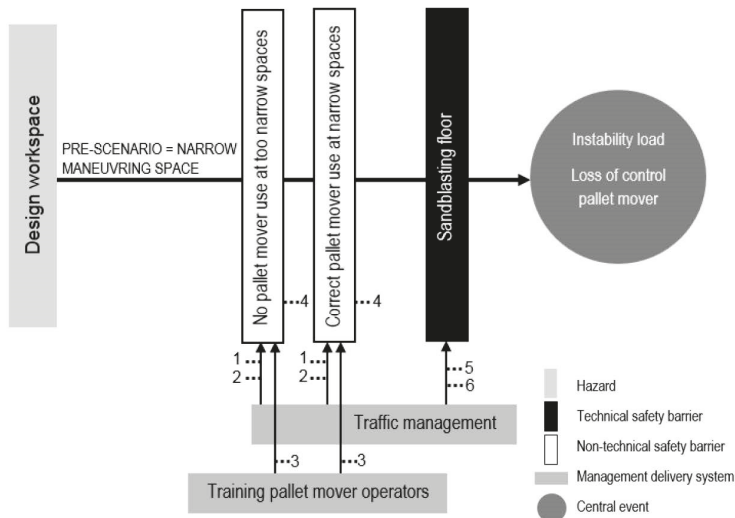 Design workspace
PRE-SCENARIO = NARROW
MANEUVRING SPACE
No pallet mover use at too narrow spaces
Correct pallet mover use at narrow spaces
Sandblasting floor
Instability load
Loss of control
pallet mover
4
4
1
2
1
2
5
6
Traffic management
3
3
Training pallet mover operators
Hazard
Technical safety barrier
Non-technical safety barrier
Management delivery system
Central event